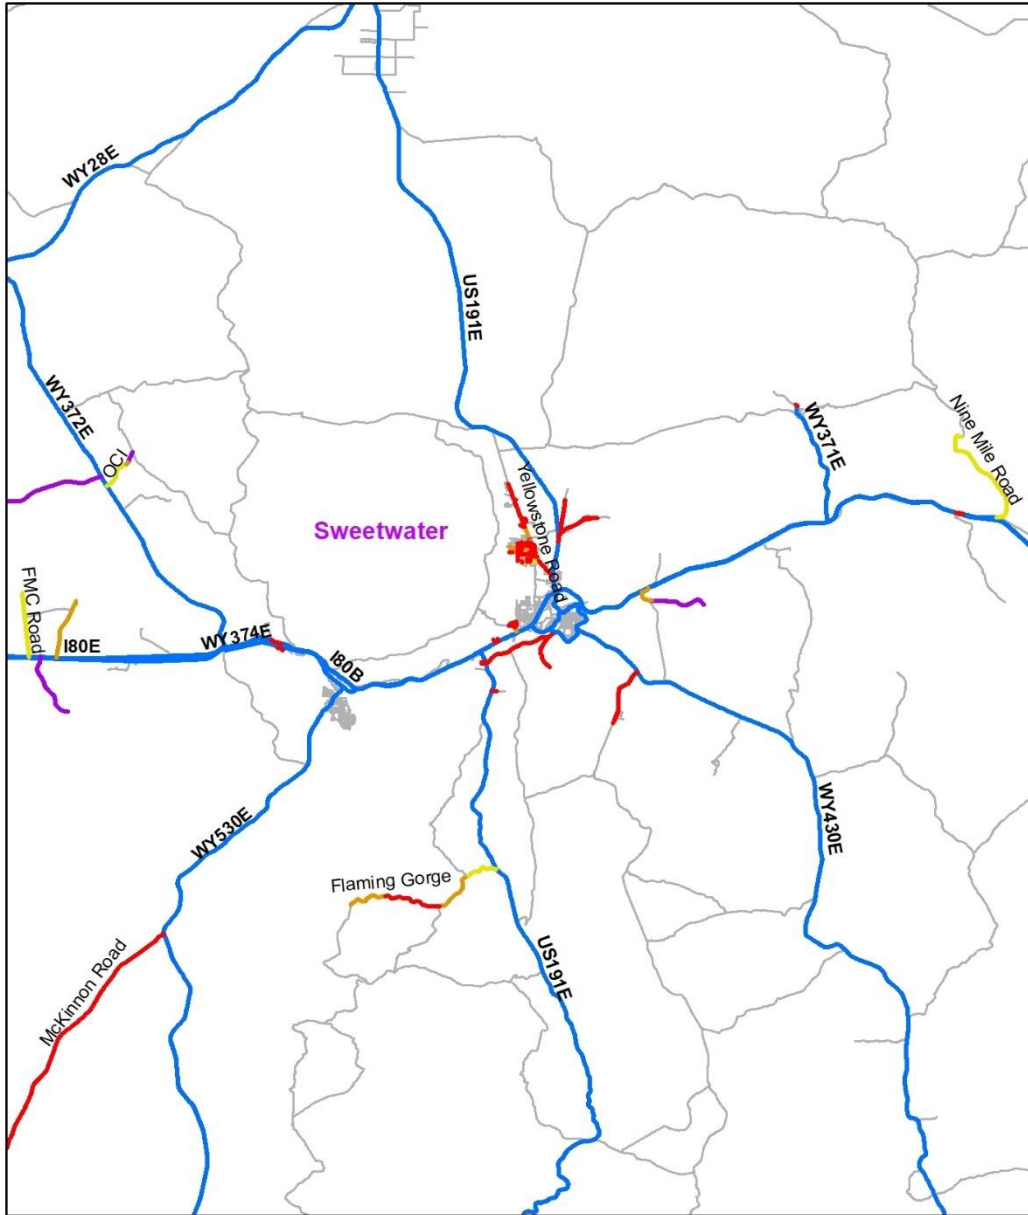 WY28E
US191E
WY372E
WY371E
Nine Mile Road
OCI
Yellowstone Road
Sweetwater
FMC Road
I80E
WY374E
I80B
WY530E
WY430E
Flaming Gorge
US191E
McKinnon Road